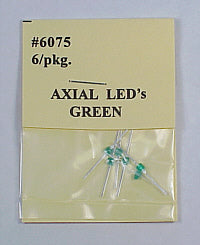 #6075
6/pkg.
AXIAL LED's
GREEN